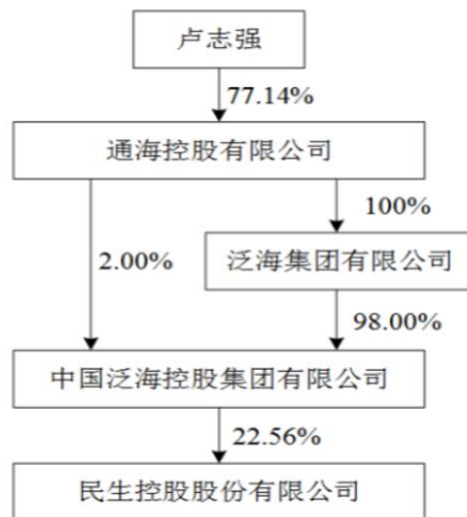 卢志强
77.14%
通海控股有限公司
100%
2.00%
泛海集团有限公司
98.00%
中国泛海控股集团有限公司
22.56%
民生控股股份有限公司